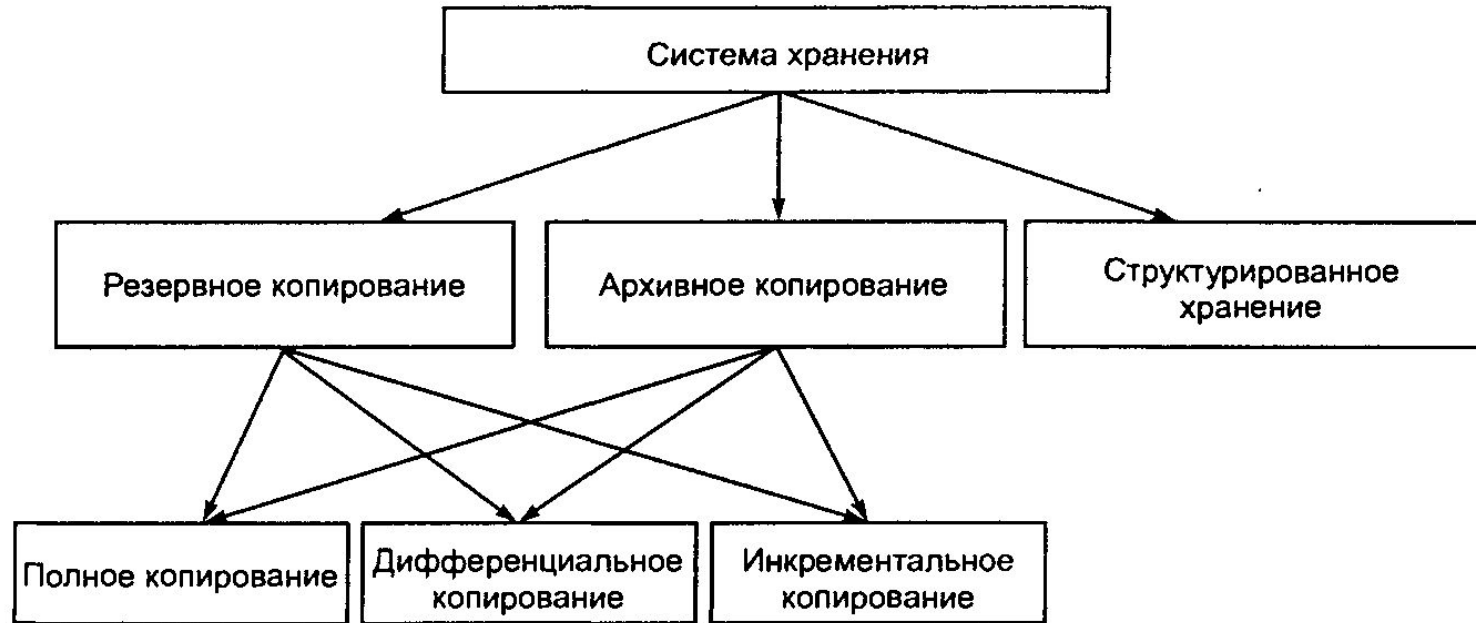 Система хранения
Резервное копирование
Архивное копирование
Структурированное
хранение
Полное копирование
Дифференциальное
копирование
Инкрементальное
копирование